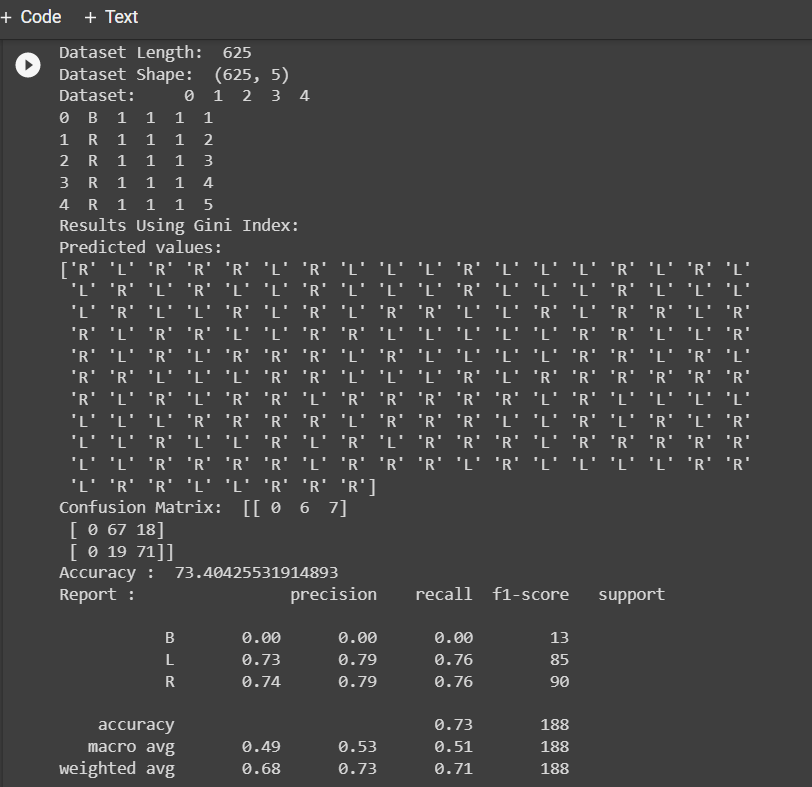 + Code + Text
Dataset Length:  625
Dataset Shape:  (625, 5)
Dataset:     0  1  2  3  4
0  B  1  1  1  1
1  R  1  1  1  2
2  R  1  1  1  3
3  R  1  1  1  4
4  R  1  1  1  5
Results Using Gini Index:
Predicted values:
['R' 'L' 'R' 'R' 'R' 'L' 'R' 'L' 'L' 'L' 'R' 'L' 'L' 'L' 'R' 'L' 'R' 'L'
 'L' 'R' 'L' 'R' 'L' 'L' 'R' 'L' 'L' 'L' 'R' 'L' 'L' 'L' 'R' 'L' 'L' 'L'
 'L' 'R' 'L' 'L' 'R' 'L' 'R' 'L' 'R' 'R' 'L' 'L' 'R' 'L' 'R' 'R' 'L' 'R'
 'R' 'L' 'R' 'R' 'L' 'L' 'R' 'R' 'L' 'L' 'L' 'L' 'L' 'R' 'R' 'L' 'L' 'R'
 'R' 'L' 'R' 'L' 'R' 'R' 'L' 'R' 'L' 'R' 'L' 'L' 'L' 'R' 'R' 'L' 'R' 'L'
 'R' 'R' 'L' 'L' 'L' 'R' 'R' 'L' 'L' 'L' 'R' 'L' 'R' 'R' 'R' 'R' 'R' 'R'
 'R' 'L' 'R' 'L' 'R' 'R' 'L' 'R' 'R' 'R' 'R' 'L' 'L' 'R' 'L' 'L' 'L' 'L'
 'L' 'L' 'L' 'R' 'R' 'R' 'R' 'L' 'R' 'R' 'R' 'L' 'L' 'R' 'L' 'R' 'L' 'R'
 'L' 'L' 'R' 'L' 'L' 'R' 'L' 'R' 'L' 'R' 'R' 'R' 'L' 'R' 'R' 'R' 'R' 'R'
 'L' 'L' 'R' 'R' 'R' 'R' 'L' 'R' 'R' 'R' 'L' 'R' 'L' 'L' 'L' 'L' 'R' 'R'
 'L' 'R' 'R' 'L' 'L' 'R' 'R' 'R']
Confusion Matrix:  [[ 0  6  7]
 [ 0 67 18]
 [ 0 19 71]]
Accuracy :  73.40425531914893
Report :                precision    recall  f1-score   support
B       0.00      0.00      0.00        13
L       0.73      0.79      0.76        85
R       0.74      0.79      0.76        90
accuracy                           0.73       188
macro avg       0.49      0.53      0.51       188
weighted avg       0.68      0.73      0.71       188